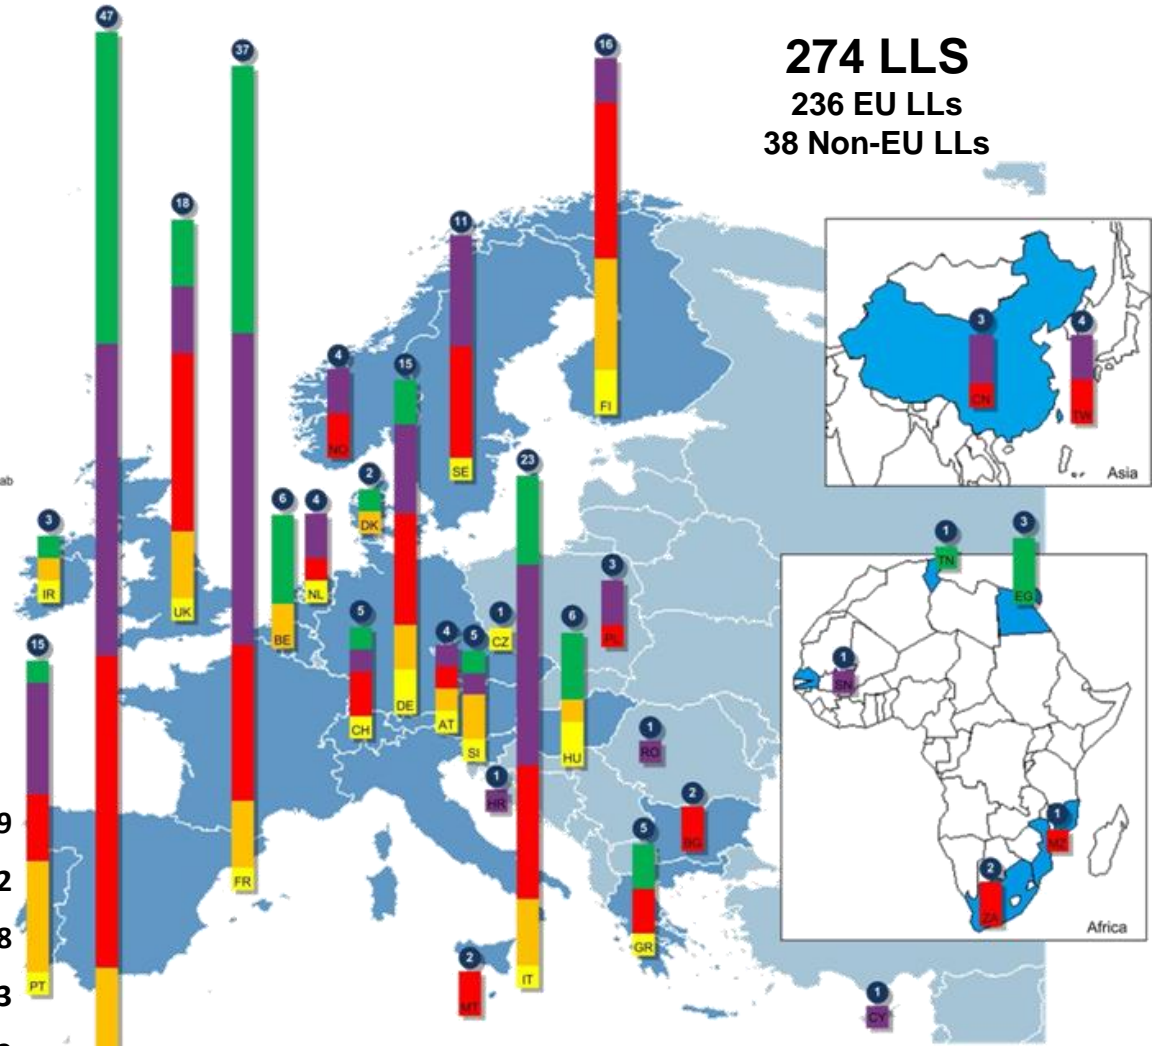 274 LLS
236 EU LLs
38 Non-EU LLs
47
37
16
18
11
4
15
3
4
NO
SE
FI
CN
TW
Asia
ab
3
IR
UK
6
4
2
DK
23
BE
NL
5
4
5
1
CZ
6
3
PL
1
TN
3
EG
15
CH
DE
AT
SI
HU
1
SN
1
RO
1
HR
2
BG
5
9
2
FR
GR
1
MZ
2
ZA
Africa
8
PT
3
2
MT
IT
1
CY